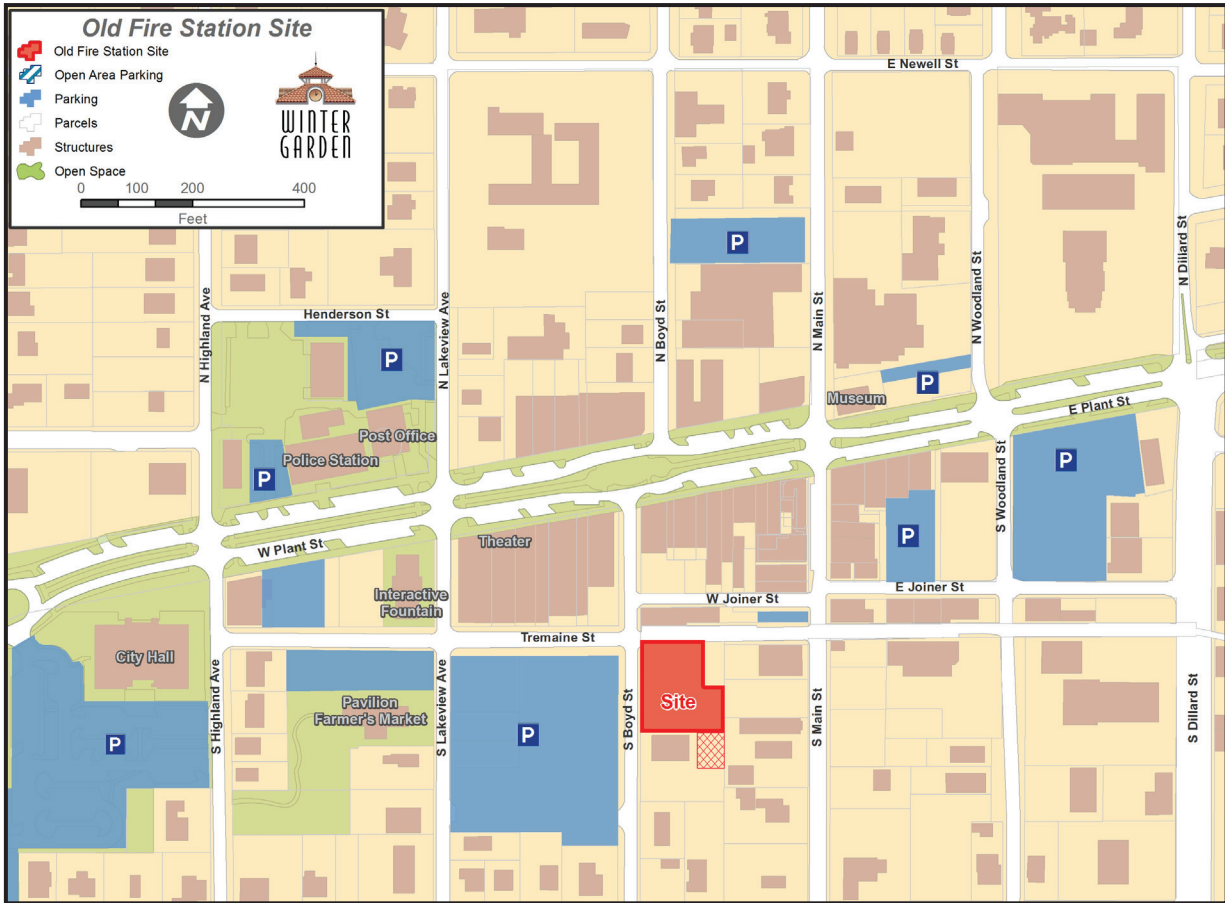 Old Fire Station Site
Old Fire Station Site
Open Area Parking
Parking
Parcels
Structures
Open Space
N
WINTER
GARDEN
0 100 200 400
Feet
E Newell St
P
N Dillard St
N Highland Ave
Henderson St
N Lakeview Ave
N Boyd St
N Main St
N Woodland St
P
P
Museum
E Plant St
Post Office
Police Station
P
P
S Woodland St
P
W Plant St
Theater
Interactive
Fountain
W Joiner St
E Joiner St
Tremaine St
City Hall
S Highland Ave
Pavilion
Farmer's Market
S Lakeview Ave
S Boyd St
Site
S Main St
S Dillard St
P
P